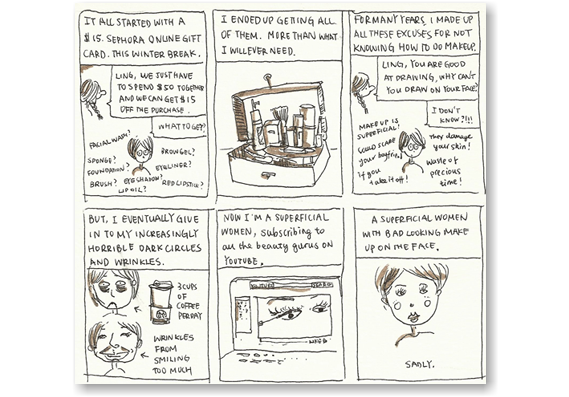 IT ALL STARTED WITH A
$15. SEPHORA ONLINE GIFT
CARD. THIS WINTER BREAK.
LING, WE JUST HAVE
TO SPEND $50 TOGETHER
AND WE CAN GET $15
OFF THE PURCHASE.
WHAT TO GET?
FACIAL WASH?
SPONGE?
FOUNDATION?
BRUSH?
EYESHADOW?
LIP OIL?
BROW GEL?
EYELINER?
RED LIPSTICK?
I ENDED UP GETTING ALL
OF THEM. MORE THAN WHAT
I WILL EVER NEED.
FOR MANY YEARS, I MADE UP
ALL THESE EXCUSES FOR NOT
KNOWING HOW TO DO MAKEUP.
LING, YOU ARE GOOD
AT DRAWING, WHY CAN'T
YOU DRAW ON YOUR FACE?
I DON'T
KNOW?!!!
MAKE UP IS
SUPERFICIAL!
COULD SCARE
your boyfriend
if you
take it off!
They damage
your skin!
Waste of
precious
time!
BUT, I EVENTUALLY GIVE
IN TO MY INCREASINGLY
HORRIBLE DARK CIRCLES
AND WRINKLES.
3 CUPS
OF
COFFEE
PER DAY
WRINKLES
FROM
SMILING
TOO MUCH
NOW I'M A SUPERFICIAL
WOMEN, subscribing to
all the beauty gurus on
YOUTUBE.
YOUTUBE
A SUPERFICIAL WOMEN
WITH BAD LOOKING MAKE
UP ON THE FACE.
SADLY.